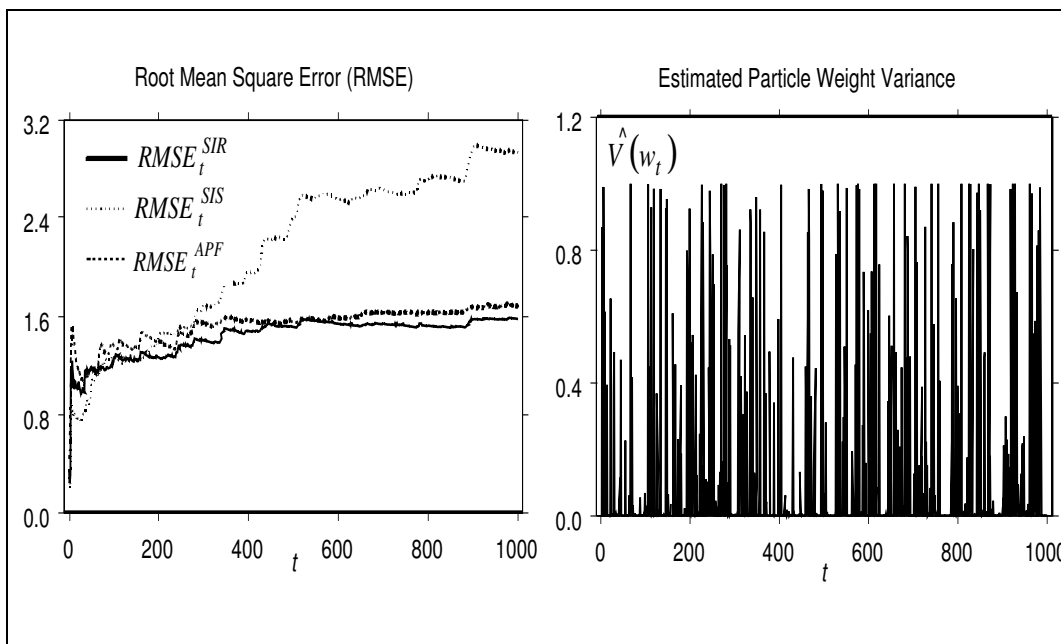 Root Mean Square Error (RMSE)
3.2
2.4
1.6
0.8
0.0
RMSE_t^SIR
RMSE_t^SIS
RMSE_t^APF
0 200 400 600 800 1000
t
Estimated Particle Weight Variance
1.2
0.8
0.4
0.0
V̂(w_t)
0 200 400 600 800 1000
t